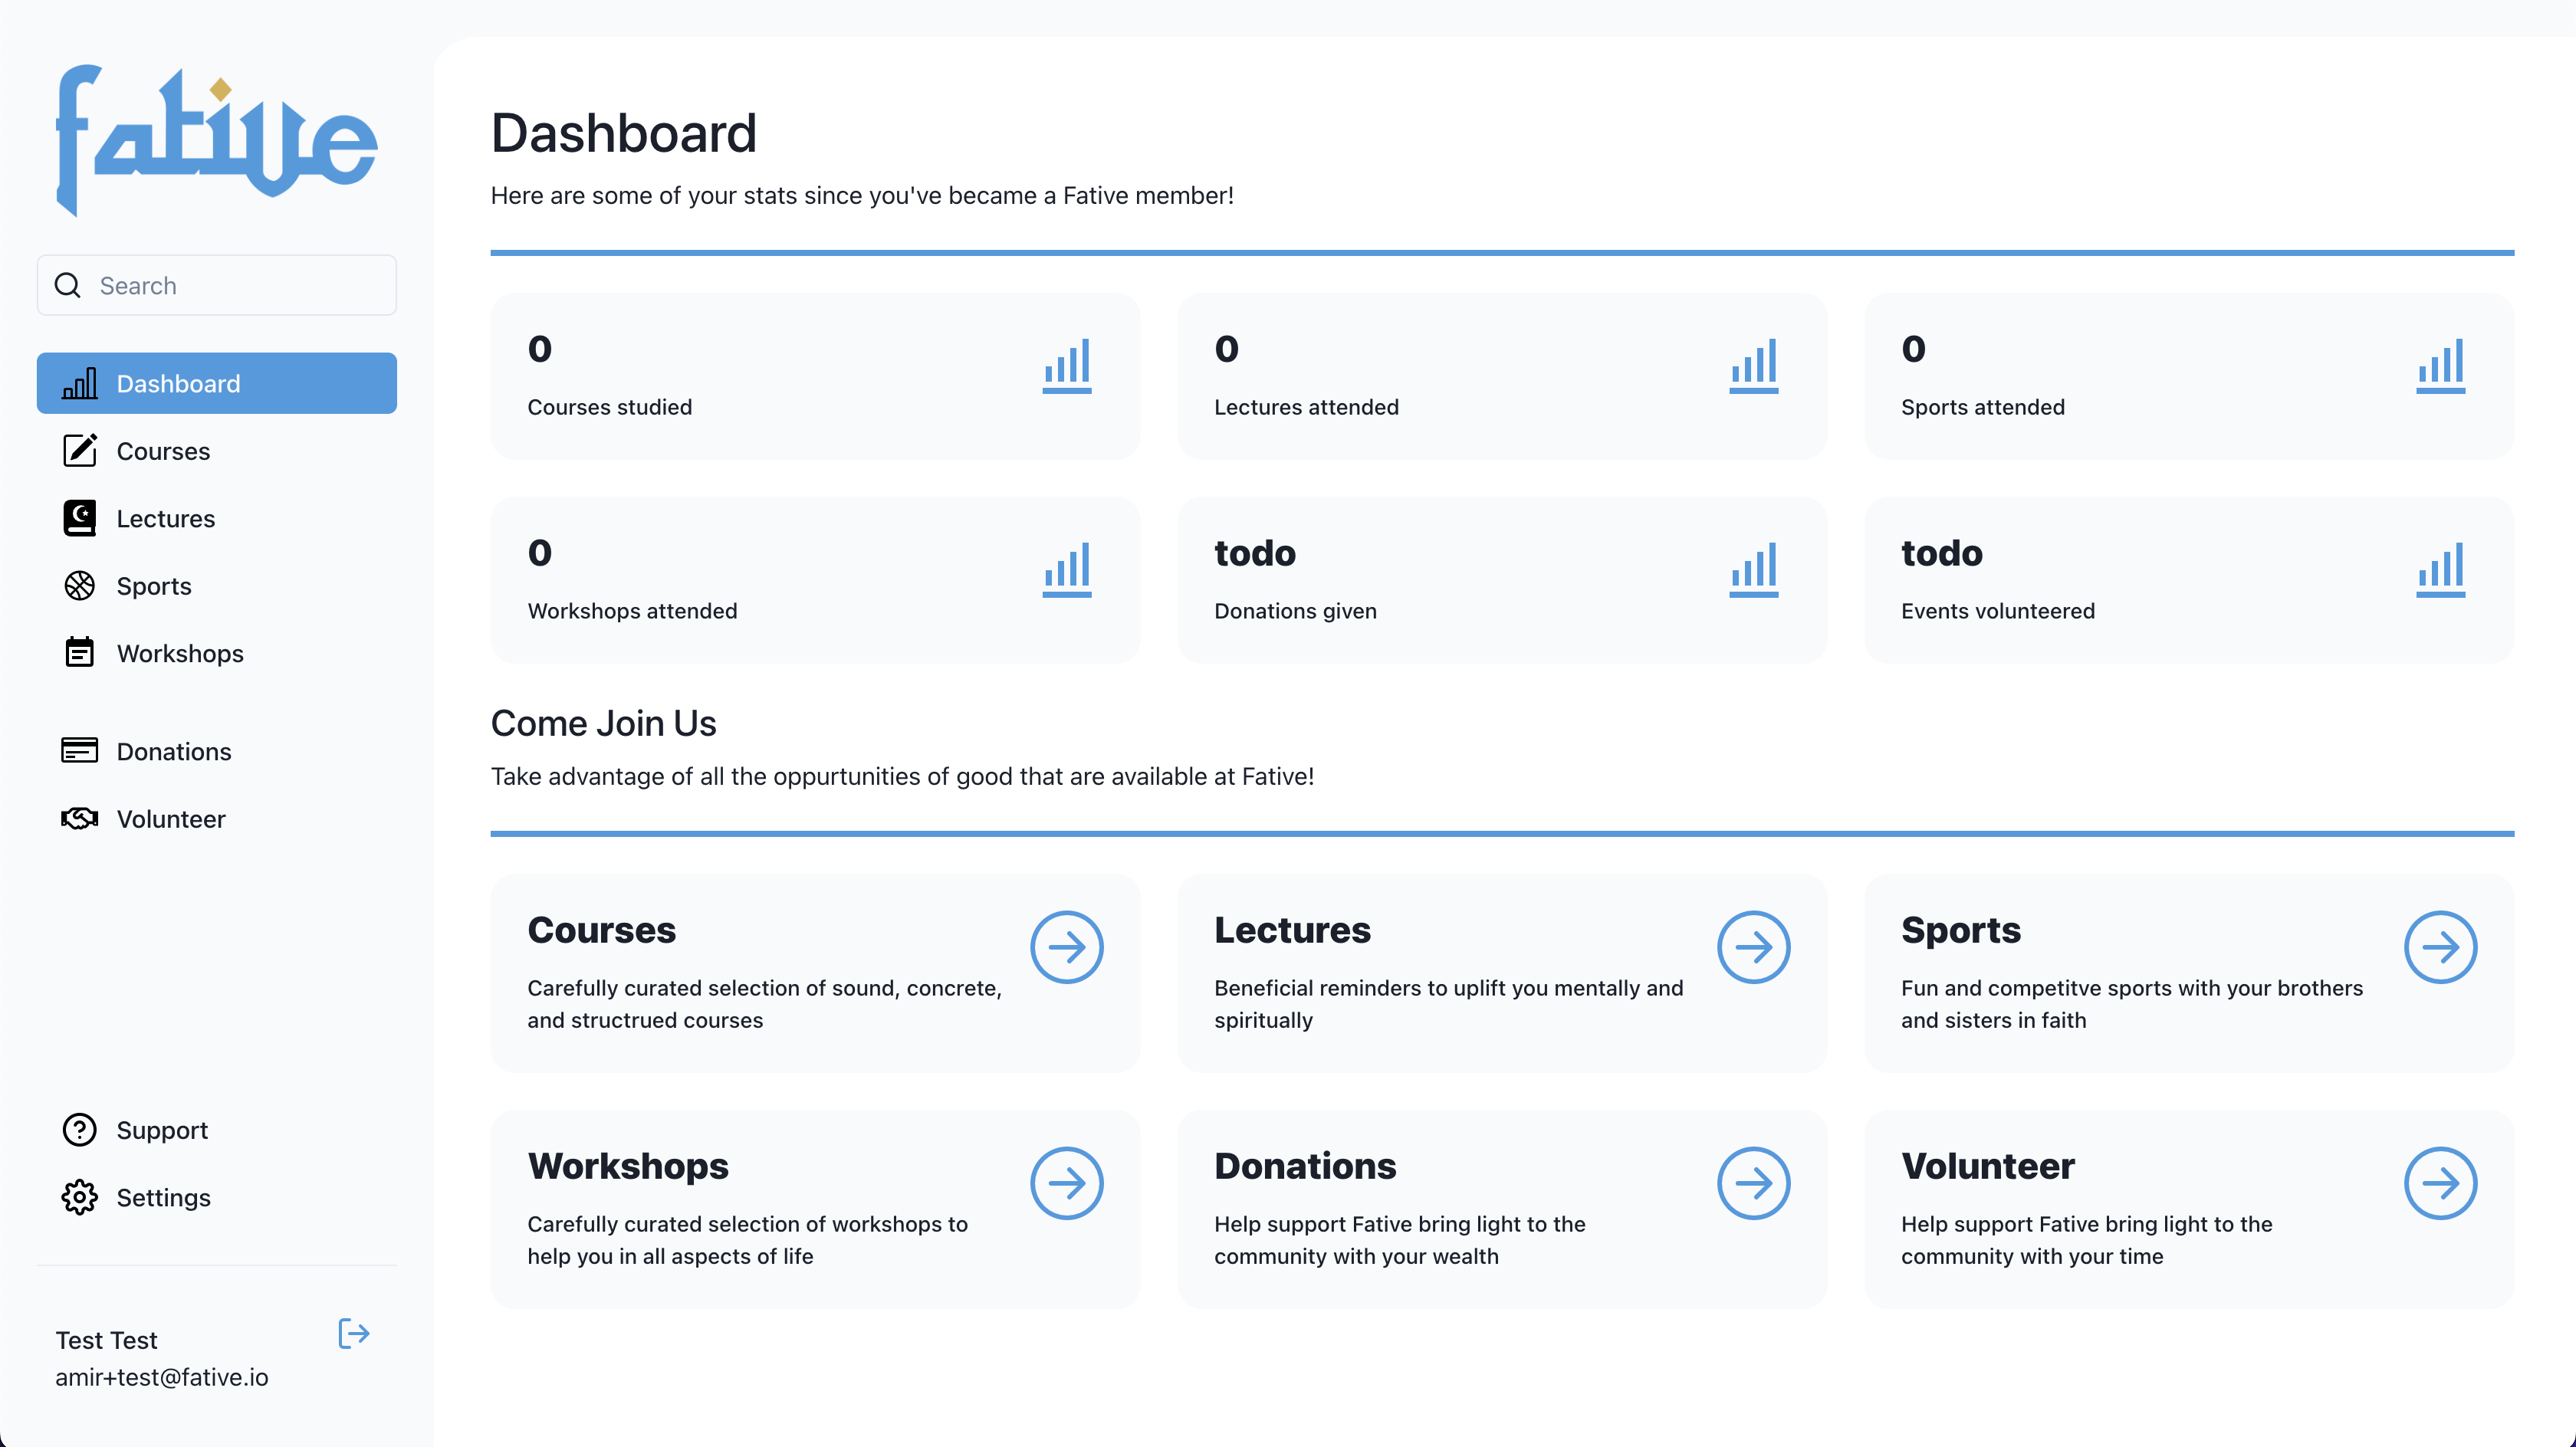 fative
Search
Dashboard
Courses
Lectures
Sports
Workshops
Donations
Volunteer
Support
Settings
Test Test
amir+test@fative.io
Dashboard
Here are some of your stats since you've became a Fative member!
0
Courses studied
0
Lectures attended
0
Sports attended
0
Workshops attended
todo
Donations given
todo
Events volunteered
Come Join Us
Take advantage of all the oppurtunities of good that are available at Fative!
Courses
Carefully curated selection of sound, concrete,
and structrued courses
Lectures
Beneficial reminders to uplift you mentally and
spiritually
Sports
Fun and competitve sports with your brothers
and sisters in faith
Workshops
Carefully curated selection of workshops to
help you in all aspects of life
Donations
Help support Fative bring light to the
community with your wealth
Volunteer
Help support Fative bring light to the
community with your time